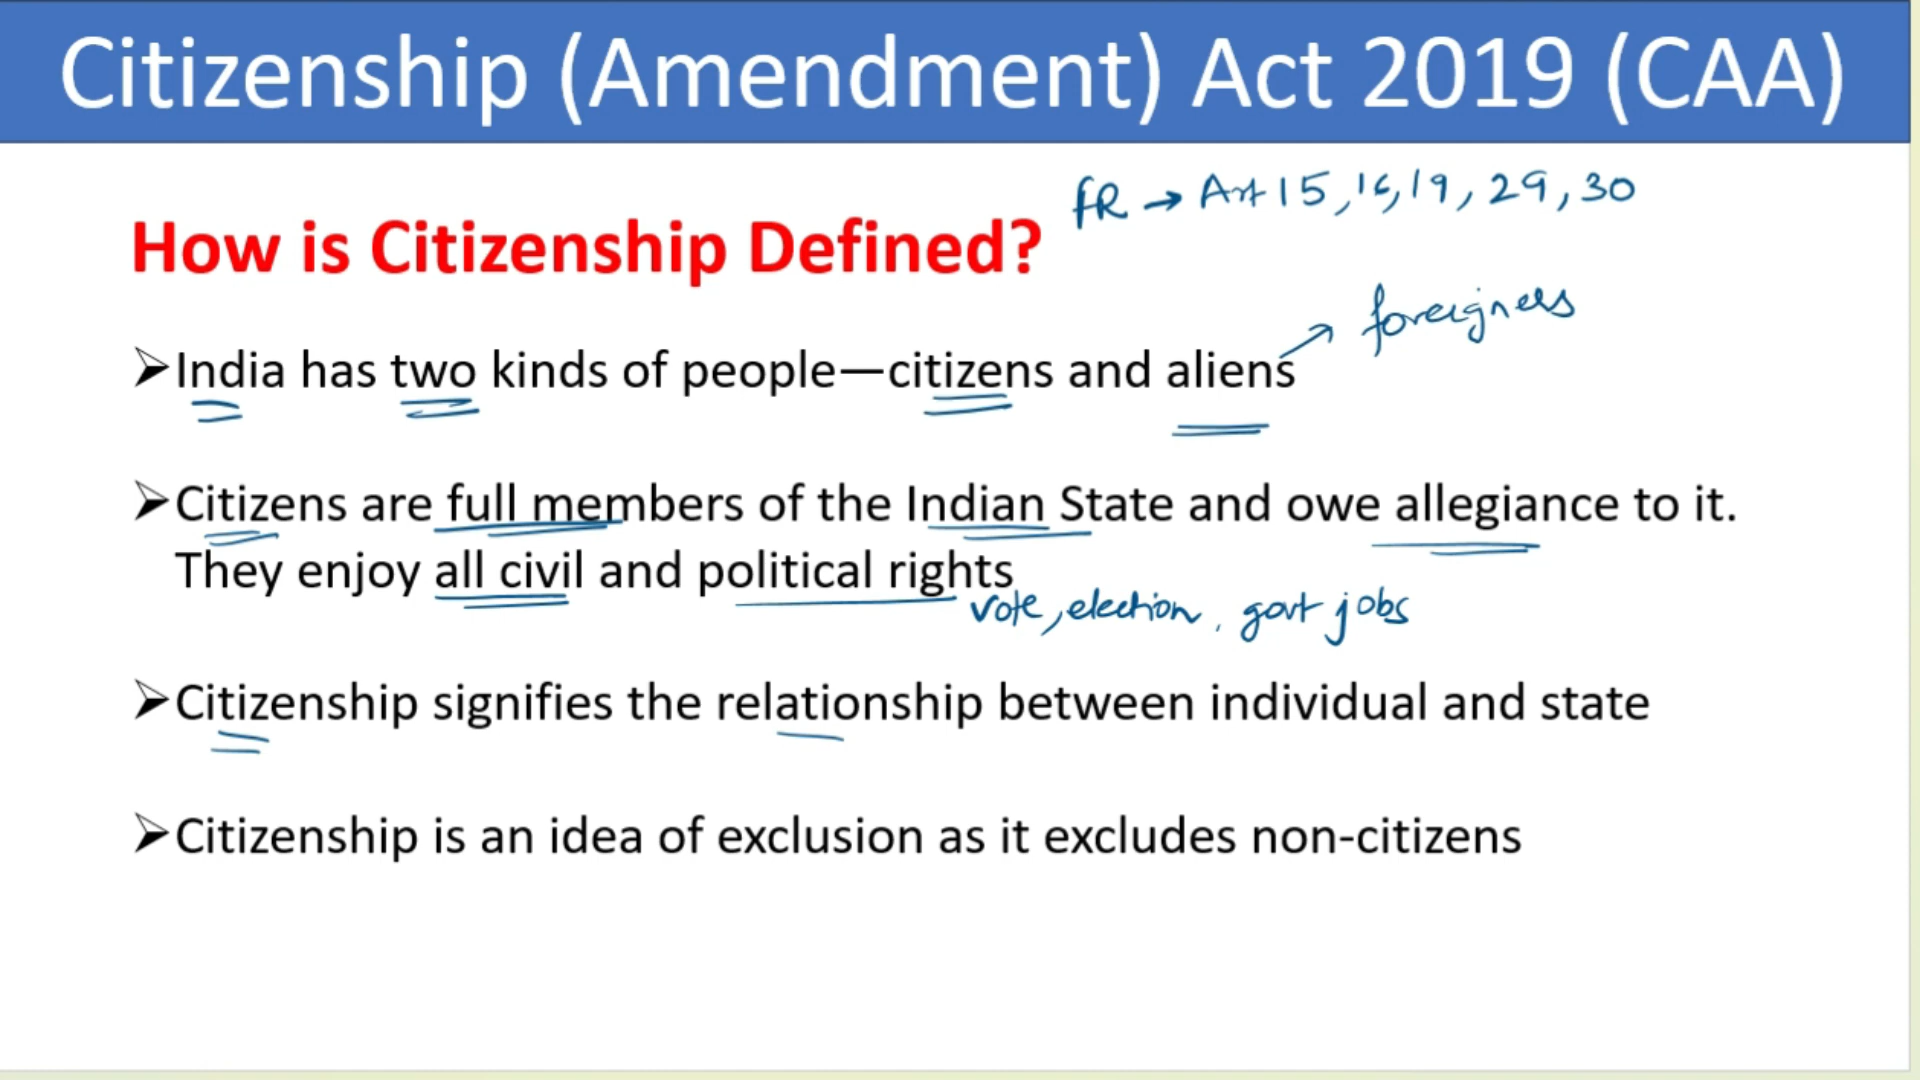 Citizenship (Amendment) Act 2019 (CAA)
FR → Art 15, 16, 19, 29, 30
How is Citizenship Defined?
foreigners
➢India has two kinds of people—citizens and aliens
➢Citizens are full members of the Indian State and owe allegiance to it.
They enjoy all civil and political rights
vote, election, govt jobs
➢Citizenship signifies the relationship between individual and state
➢Citizenship is an idea of exclusion as it excludes non-citizens